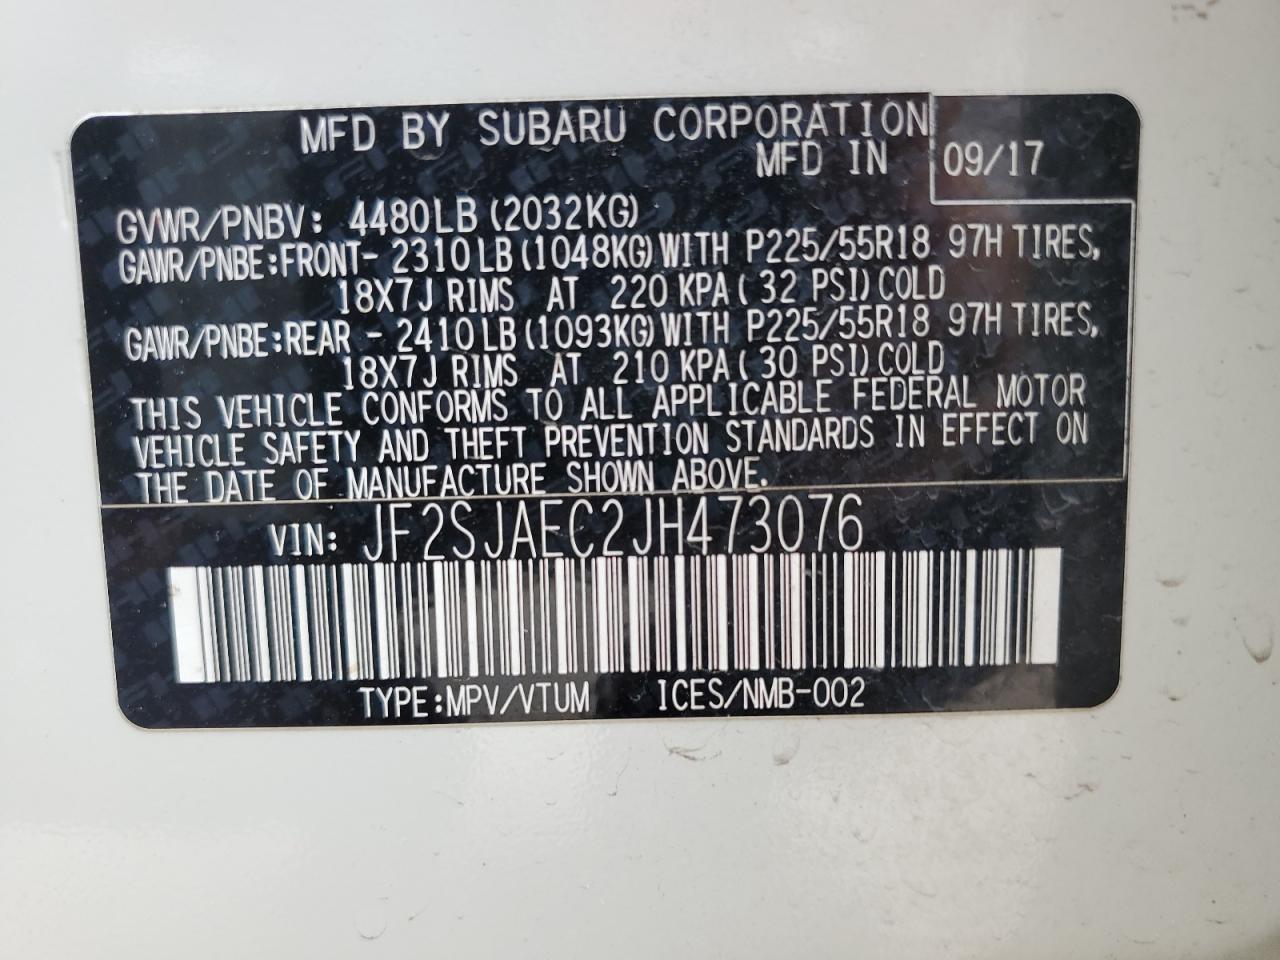 MFD BY SUBARU CORPORATION
MFD IN 09/17
GVWR/PNBV: 4480LB (2032KG)
GAWR/PNBE:FRONT- 2310LB (1048KG) WITH P225/55R18 97H TIRES,
18X7J RIMS AT 220 KPA( 32 PSI) COLD
GAWR/PNBE:REAR - 2410LB (1093KG) WITH P225/55R18 97H TIRES,
18X7J RIMS AT 210 KPA( 30 PSI) COLD
THIS VEHICLE CONFORMS TO ALL APPLICABLE FEDERAL MOTOR
VEHICLE SAFETY AND THEFT PREVENTION STANDARDS IN EFFECT ON
THE DATE OF MANUFACTURE SHOWN ABOVE.
VIN: JF2SJAEC2JH473076
TYPE:MPV/VTUM ICES/NMB-002